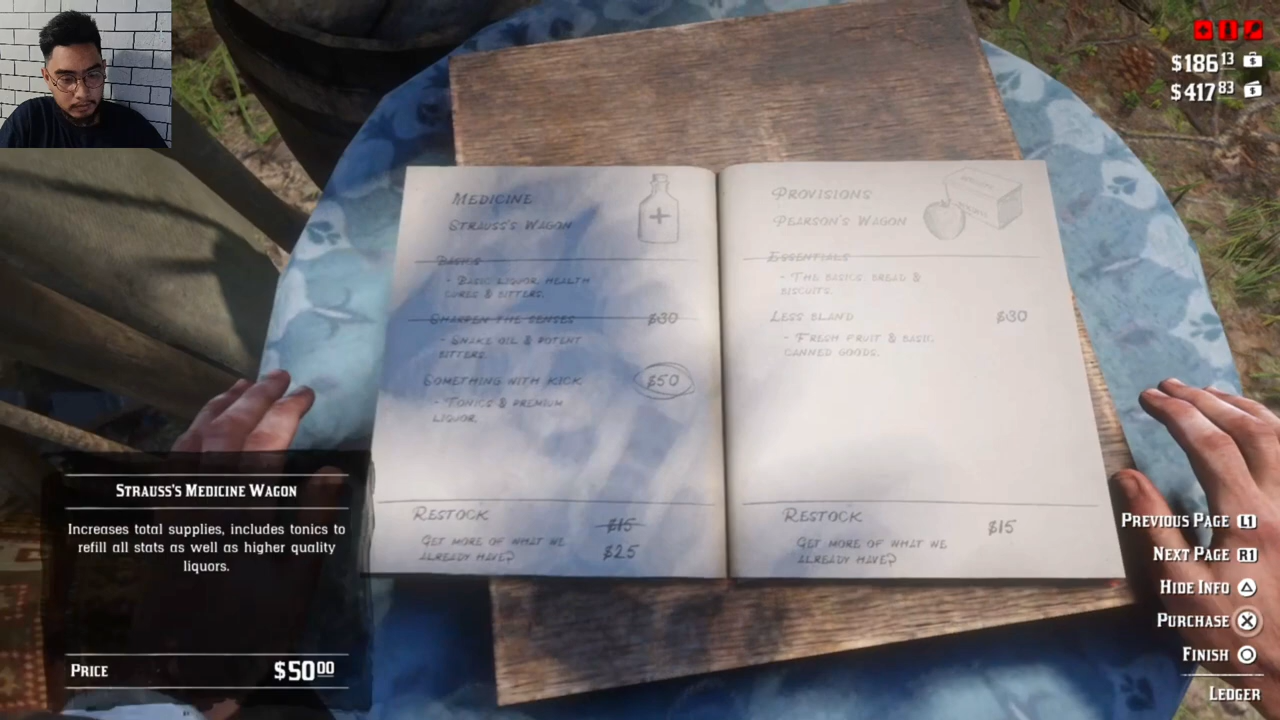 $186 13
$417 83
MEDICINE
STRAUSS'S WAGON
BASICS
- BASIC LIQUOR, HEALTH
CURES & BITTERS.
SHARPEN THE SENSES $30
- SNAKE OIL & POTENT
BITTERS.
SOMETHING WITH KICK $50
- TONICS & PREMIUM
LIQUOR.
RESTOCK $15
GET MORE OF WHAT WE
ALREADY HAVE? $25
PROVISIONS
PEARSON'S WAGON
ESSENTIALS
- THE BASICS, BREAD &
BISCUITS.
LESS BLAND $30
- FRESH FRUIT & BASIC
CANNED GOODS.
RESTOCK $15
GET MORE OF WHAT WE
ALREADY HAVE?
STRAUSS'S MEDICINE WAGON
Increases total supplies, includes tonics to
refill all stats as well as higher quality
liquors.
PRICE $50 00
PREVIOUS PAGE L1
NEXT PAGE R1
HIDE INFO
PURCHASE
FINISH
LEDGER